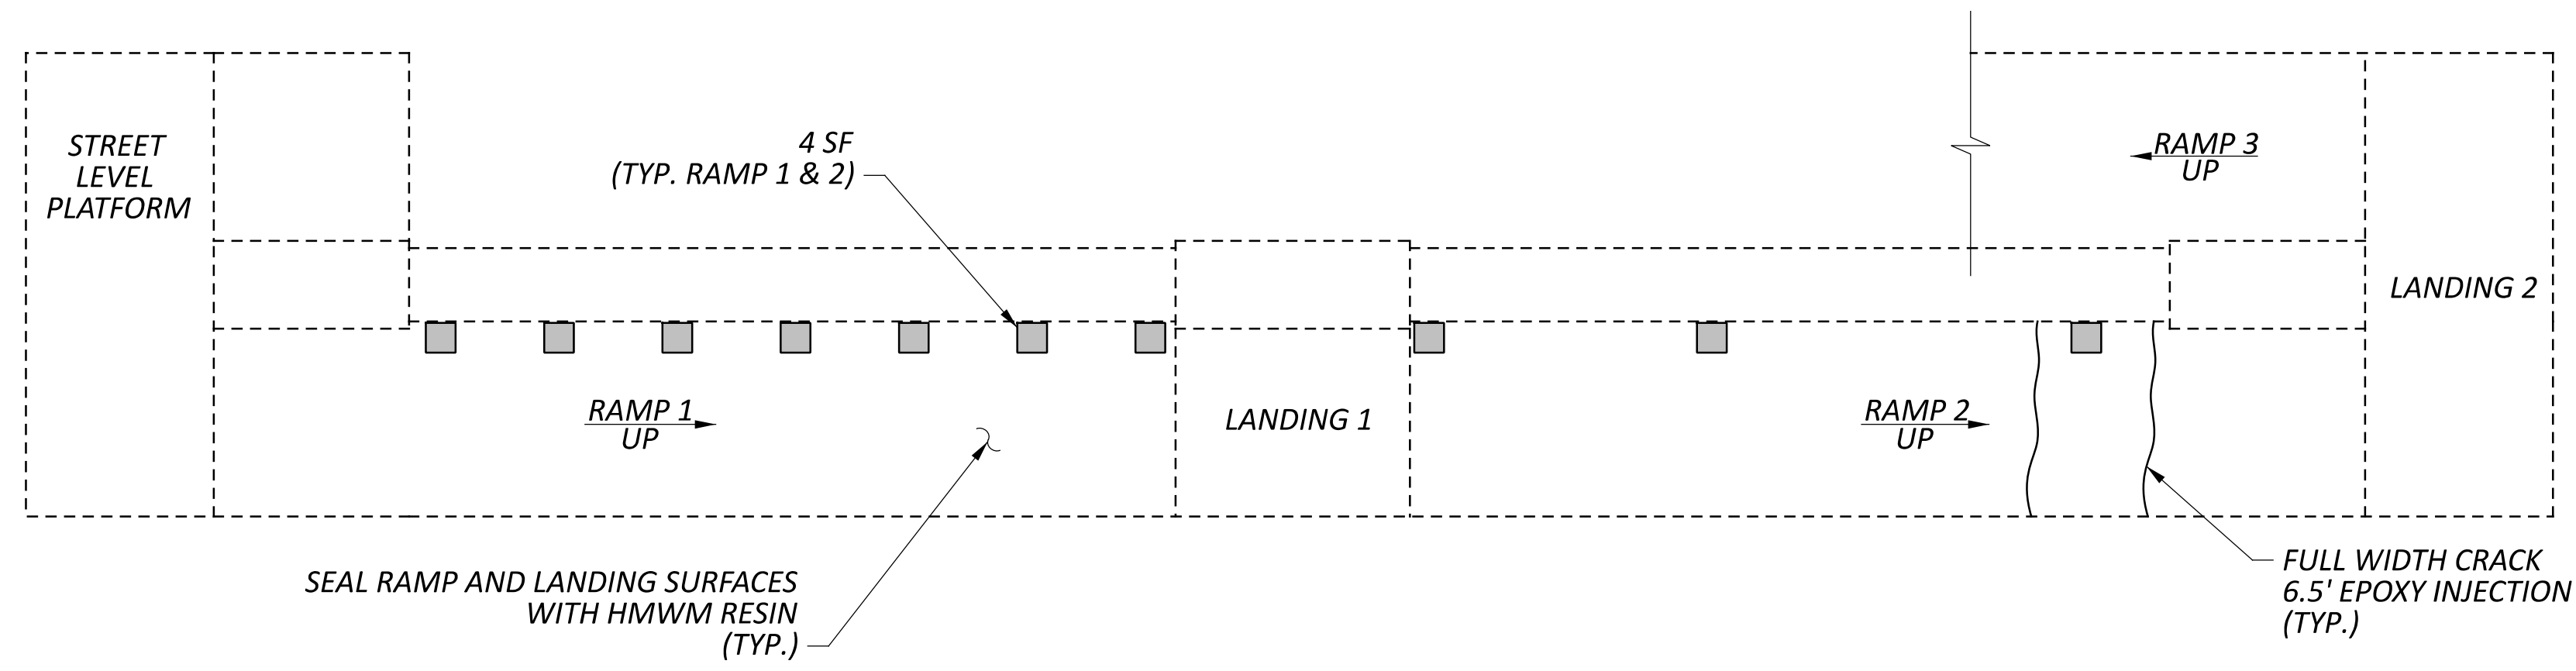 STREET
LEVEL
PLATFORM
4 SF
(TYP. RAMP 1 & 2)
RAMP 3
UP
LANDING 2
RAMP 1
UP
LANDING 1
RAMP 2
UP
SEAL RAMP AND LANDING SURFACES
WITH HMWM RESIN
(TYP.)
FULL WIDTH CRACK
6.5' EPOXY INJECTION
(TYP.)